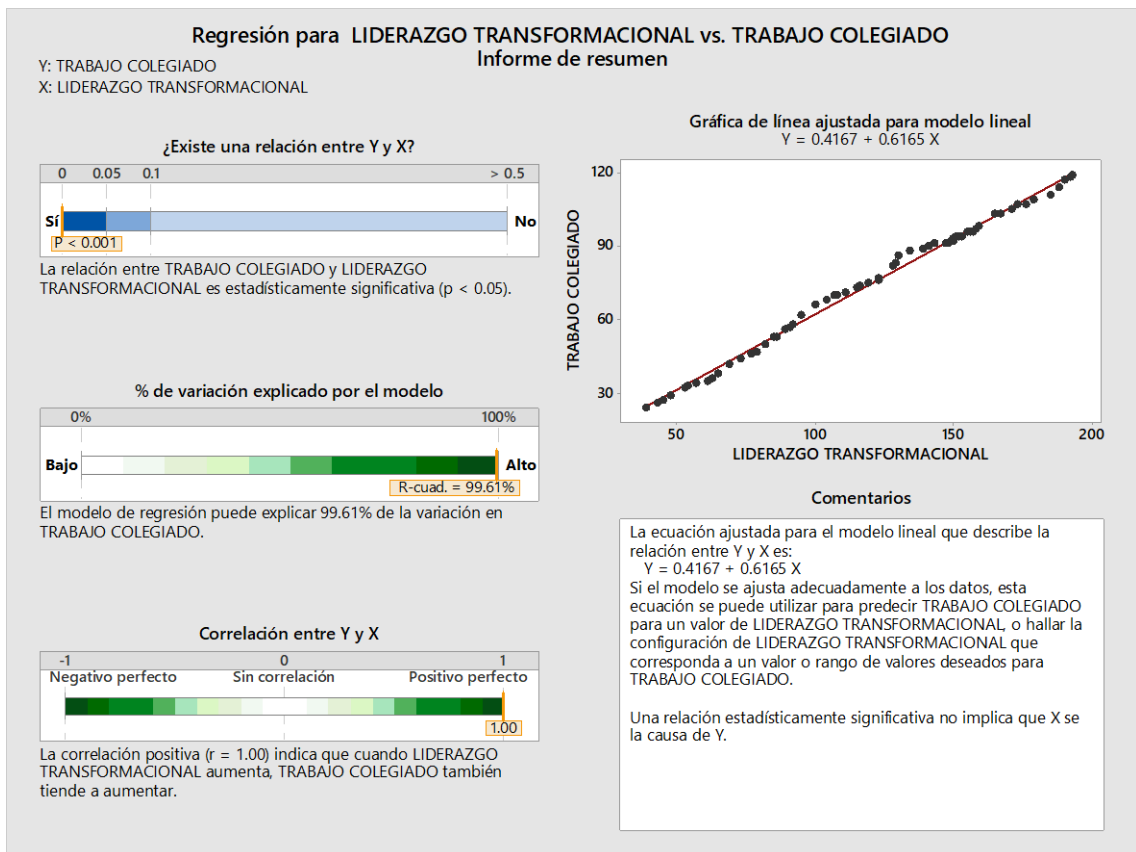 Regresión para  LIDERAZGO TRANSFORMACIONAL vs. TRABAJO COLEGIADO
Informe de resumen
Y: TRABAJO COLEGIADO
X: LIDERAZGO TRANSFORMACIONAL
¿Existe una relación entre Y y X?
0 0.05 0.1 > 0.5
Sí No
P < 0.001
La relación entre TRABAJO COLEGIADO y LIDERAZGO
TRANSFORMACIONAL es estadísticamente significativa (p < 0.05).
% de variación explicado por el modelo
0% 100%
Bajo Alto
R-cuad. = 99.61%
El modelo de regresión puede explicar 99.61% de la variación en
TRABAJO COLEGIADO.
Correlación entre Y y X
-1 0 1
Negativo perfecto Sin correlación Positivo perfecto
1.00
La correlación positiva (r = 1.00) indica que cuando LIDERAZGO
TRANSFORMACIONAL aumenta, TRABAJO COLEGIADO también
tiende a aumentar.
Gráfica de línea ajustada para modelo lineal
Y = 0.4167 + 0.6165 X
120
90
60
30
TRABAJO COLEGIADO
50 100 150 200
LIDERAZGO TRANSFORMACIONAL
Comentarios
La ecuación ajustada para el modelo lineal que describe la
relación entre Y y X es:
Y = 0.4167 + 0.6165 X
Si el modelo se ajusta adecuadamente a los datos, esta
ecuación se puede utilizar para predecir TRABAJO COLEGIADO
para un valor de LIDERAZGO TRANSFORMACIONAL, o hallar la
configuración de LIDERAZGO TRANSFORMACIONAL que
corresponda a un valor o rango de valores deseados para
TRABAJO COLEGIADO.
Una relación estadísticamente significativa no implica que X se
la causa de Y.